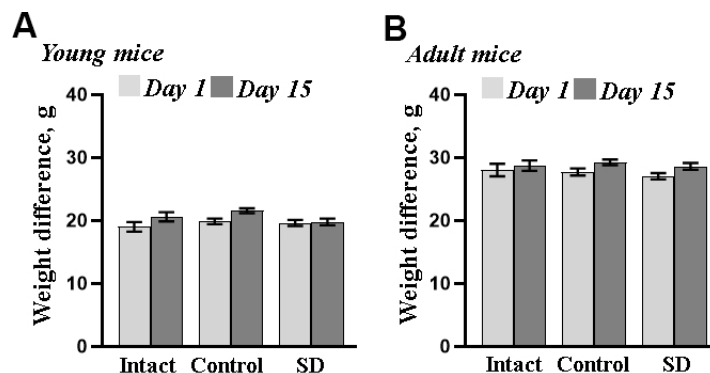 A
Young mice
Day 1 Day 15
Weight difference, g
40
30
20
10
0
Intact Control SD
B
Adult mice
Day 1 Day 15
Weight difference, g
40
30
20
10
0
Intact Control SD